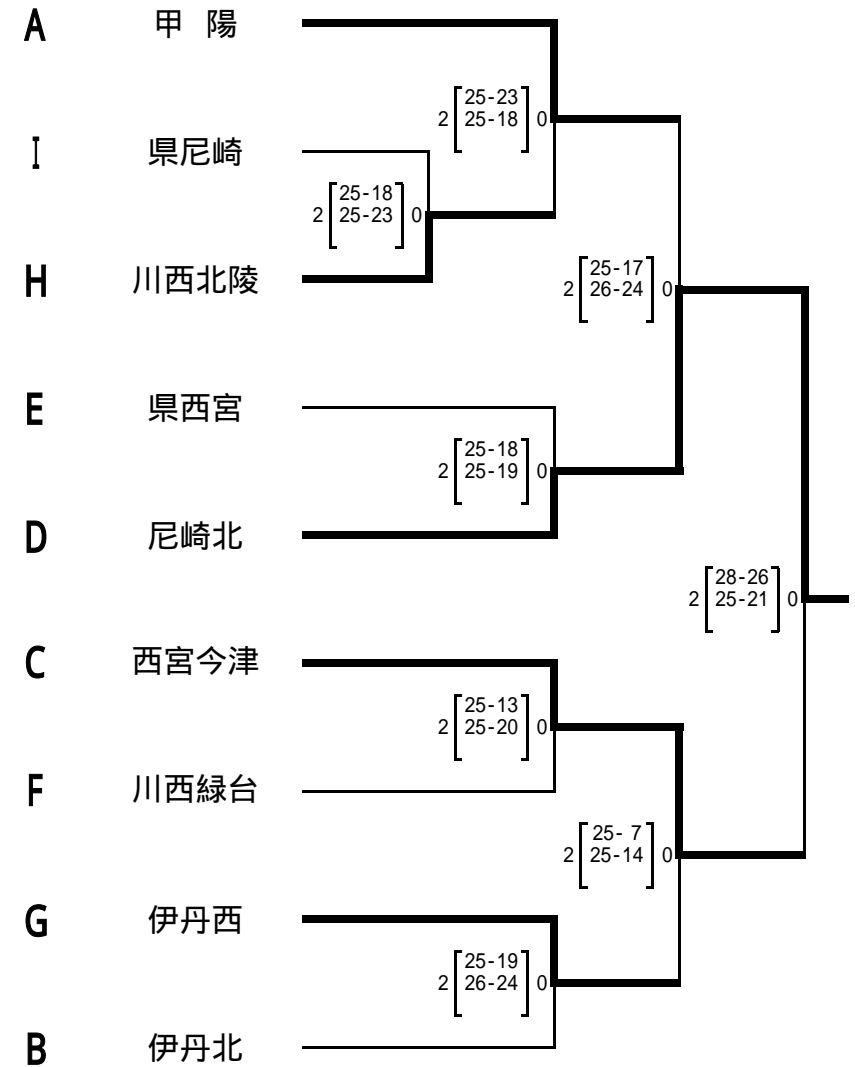 A 甲 陽
25-23
2 25-18 0
I 県尼崎
25-18
2 25-23 0
H 川西北陵
25-17
2 26-24 0
E 県西宮
25-18
2 25-19 0
D 尼崎北
28-26
2 25-21 0
C 西宮今津
25-13
2 25-20 0
F 川西緑台
25- 7
2 25-14 0
G 伊丹西
25-19
2 26-24 0
B 伊丹北